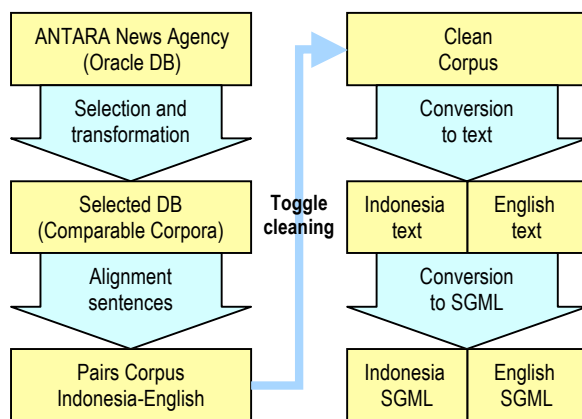 ANTARA News Agency
(Oracle DB)
Selection and
transformation
Selected DB
(Comparable Corpora)
Alignment
sentences
Pairs Corpus
Indonesia-English
Toggle
cleaning
Clean
Corpus
Conversion
to text
Indonesia
text
English
text
Conversion
to SGML
Indonesia
SGML
English
SGML